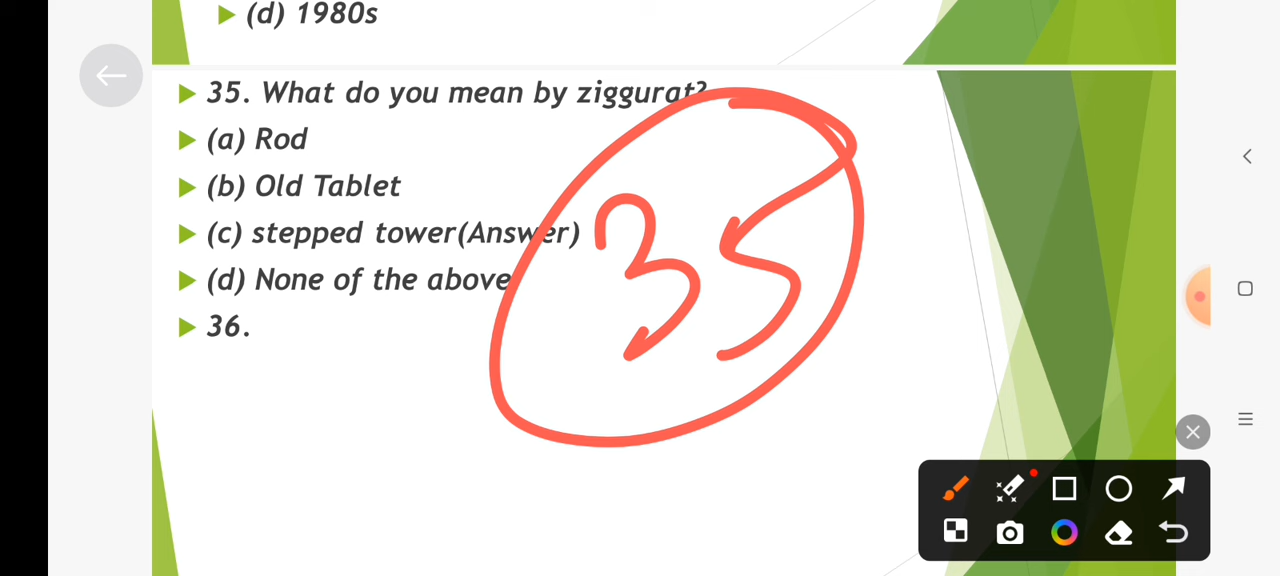 (d) 1980s
35. What do you mean by ziggurat?
(a) Rod
(b) Old Tablet
(c) stepped tower(Answer)
(d) None of the above
36.
35